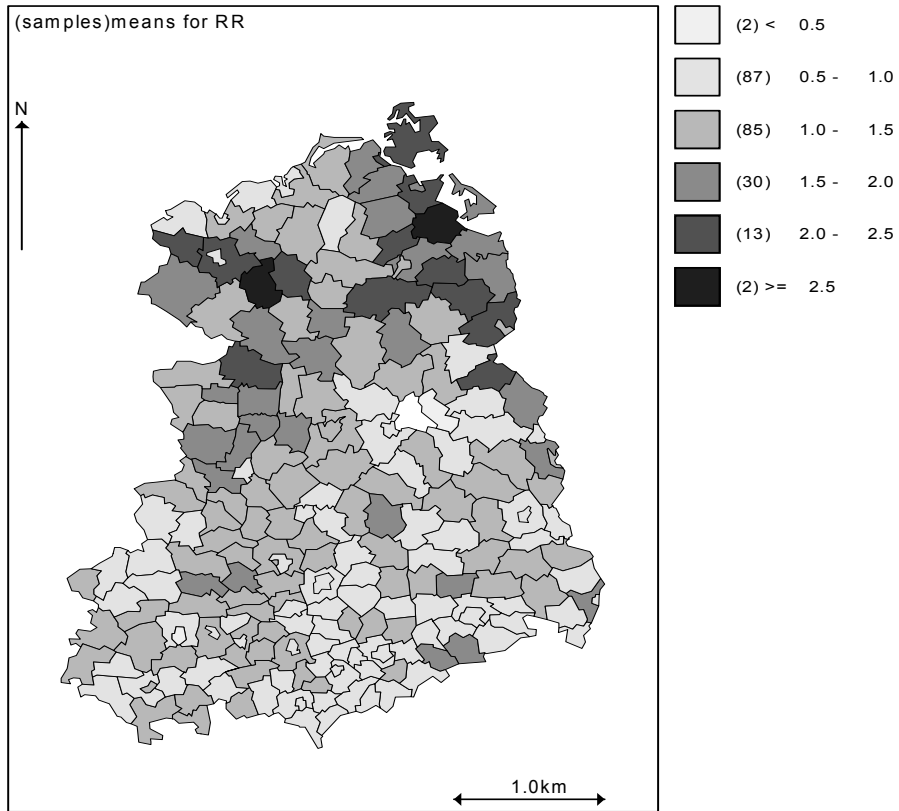 (samples)means for RR
N
(2) < 0.5
(87) 0.5 - 1.0
(85) 1.0 - 1.5
(30) 1.5 - 2.0
(13) 2.0 - 2.5
(2) >= 2.5
1.0km